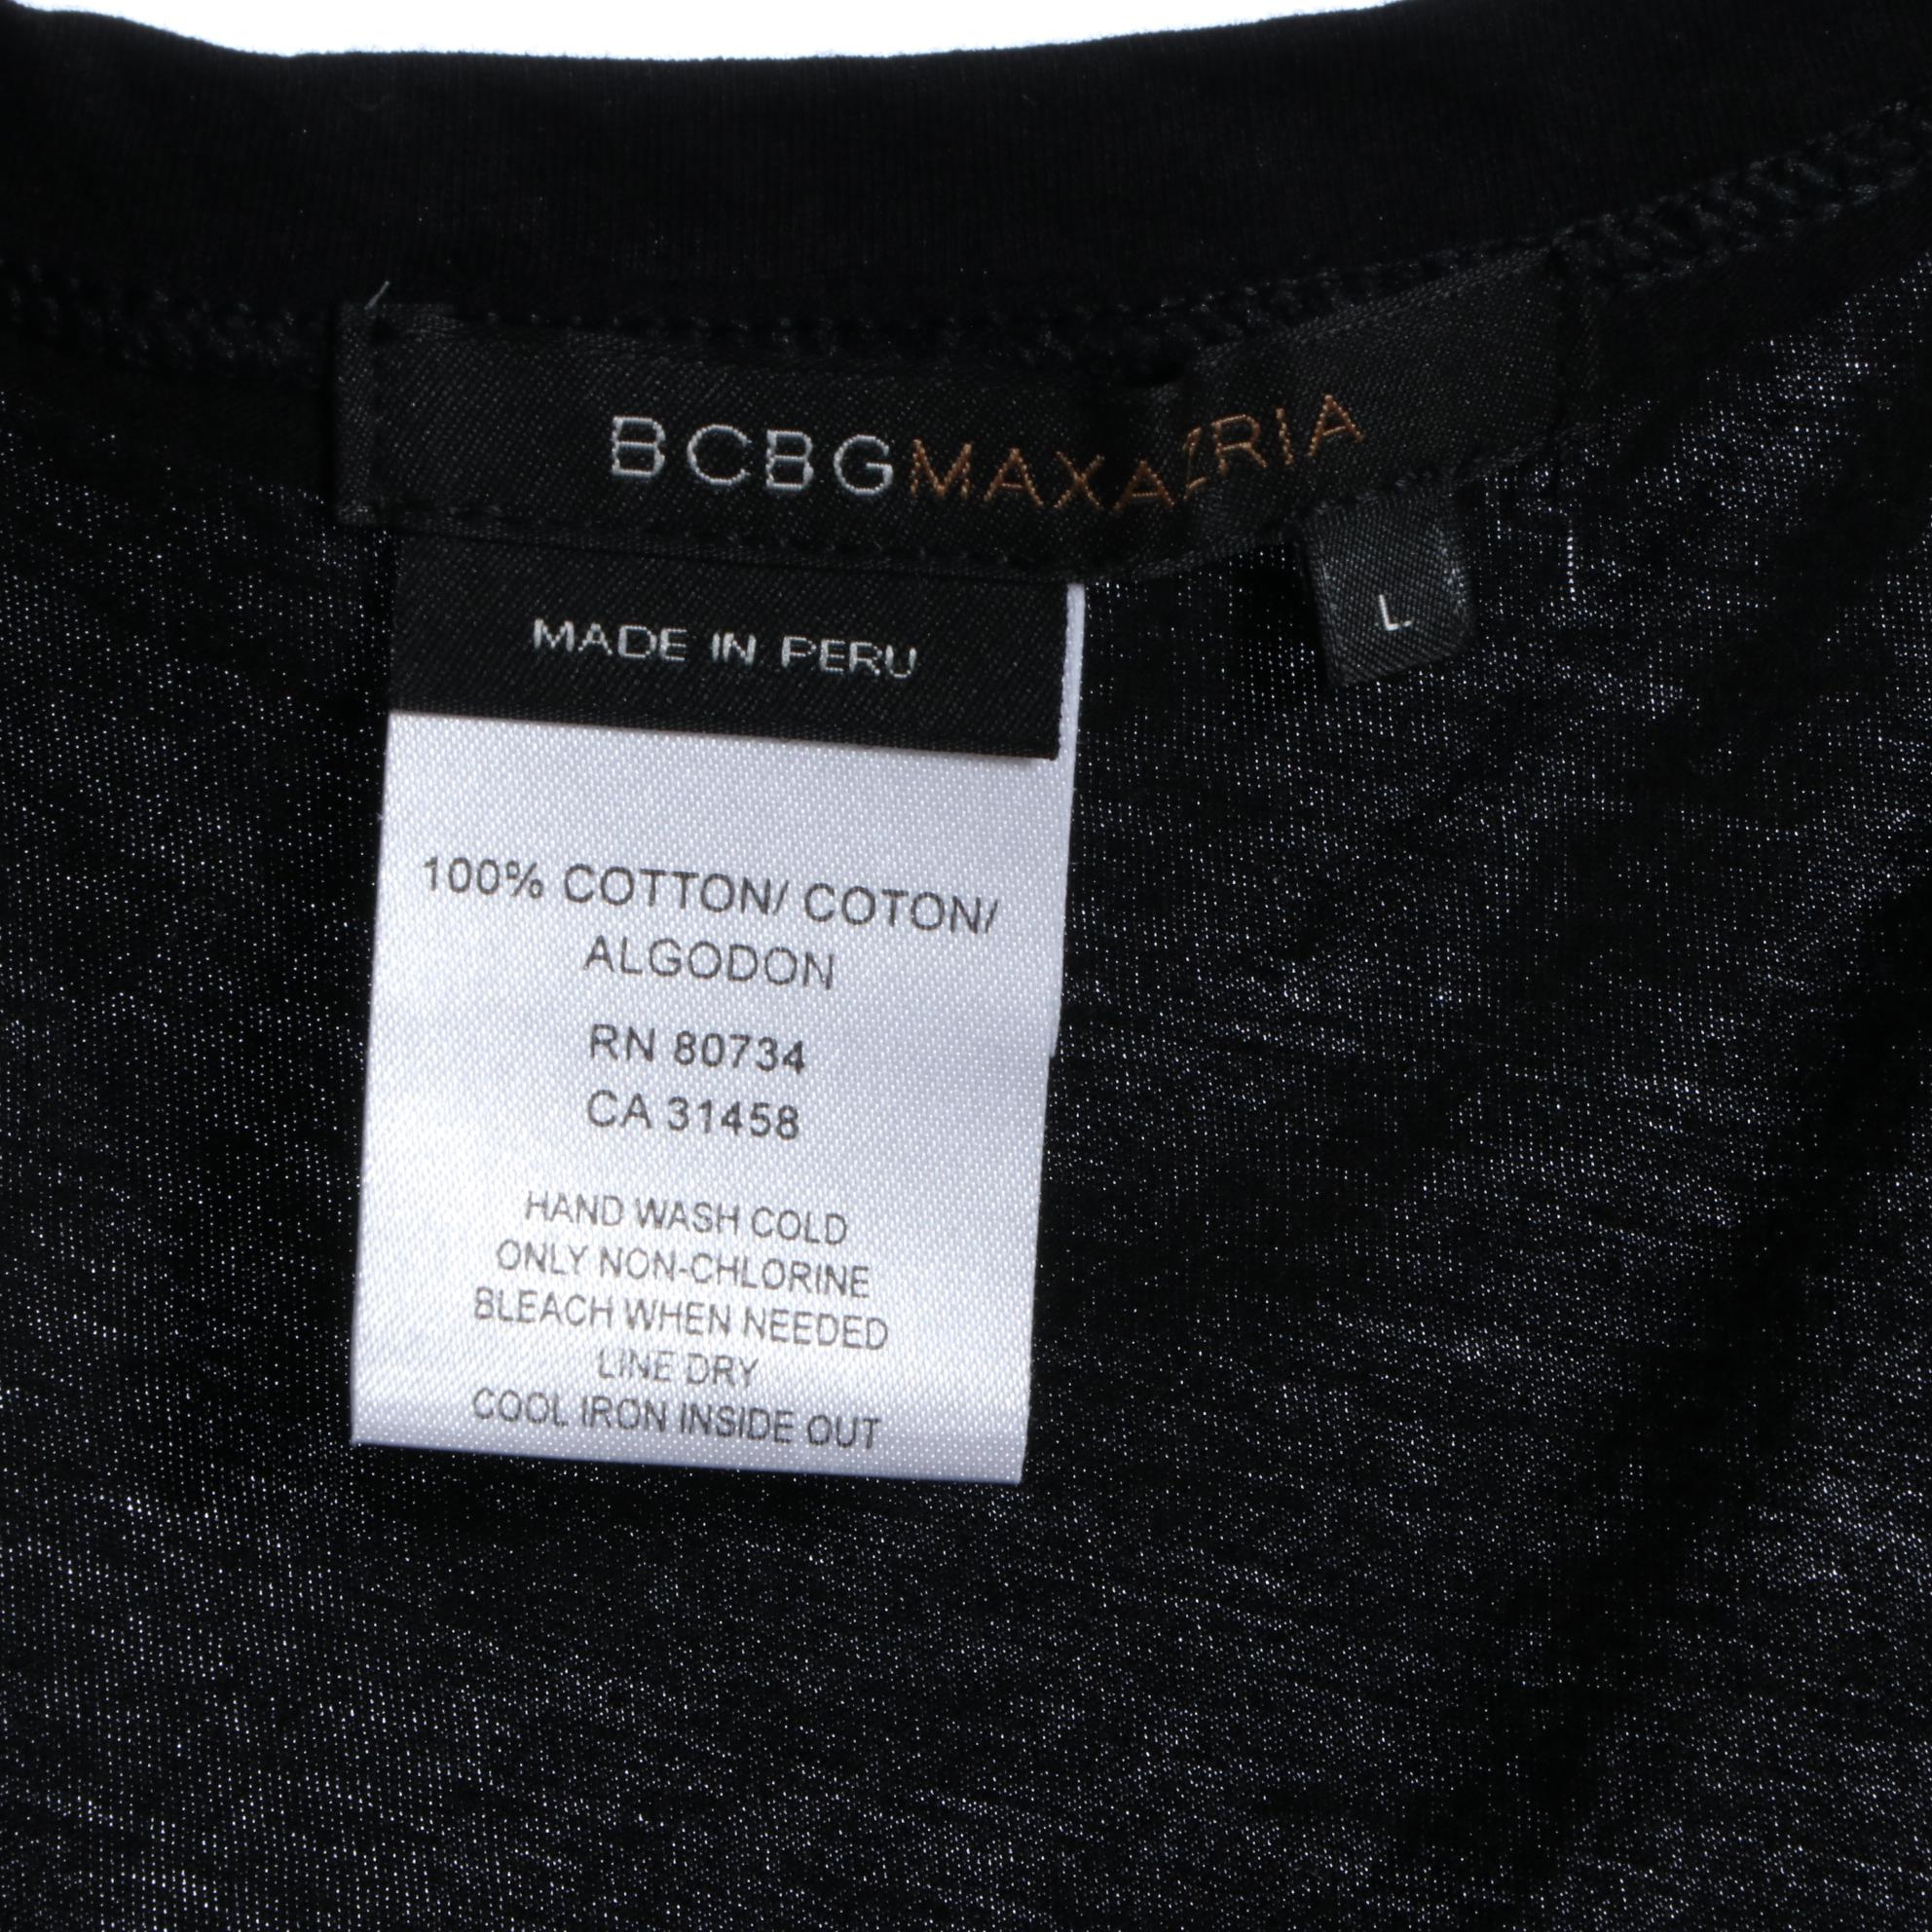 BCBGMAXAZRIA
L
MADE IN PERU
100% COTTON/ COTON/
ALGODON
RN 80734
CA 31458
HAND WASH COLD
ONLY NON-CHLORINE
BLEACH WHEN NEEDED
LINE DRY
COOL IRON INSIDE OUT